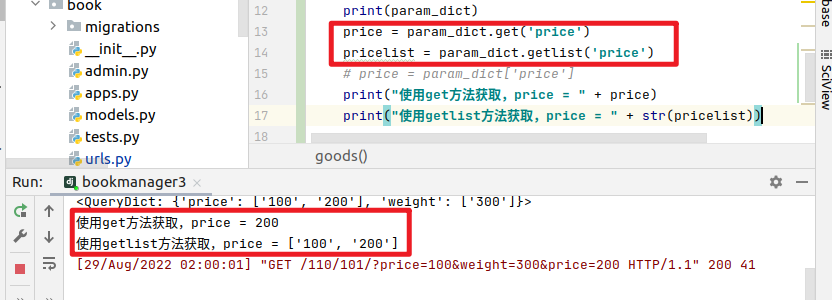 book
migrations
__init__.py
admin.py
apps.py
models.py
tests.py
urls.py
12 print(param_dict)
13 price = param_dict.get('price')
14 pricelist = param_dict.getlist('price')
15 # price = param_dict['price']
16 print("使用get方法获取，price = " + price)
17 print("使用getlist方法获取，price = " + str(pricelist))
18
goods()
base
SciView
Run: dj bookmanager3 ×
<QueryDict: {'price': ['100', '200'], 'weight': ['300']}>
使用get方法获取，price = 200
使用getlist方法获取，price = ['100', '200']
[29/Aug/2022 02:00:01] "GET /110/101/?price=100&weight=300&price=200 HTTP/1.1" 200 41